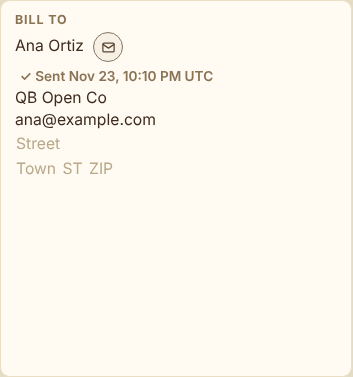 BILL TO
Ana Ortiz
✓ Sent Nov 23, 10:10 PM UTC
QB Open Co
ana@example.com
Street
Town ST ZIP